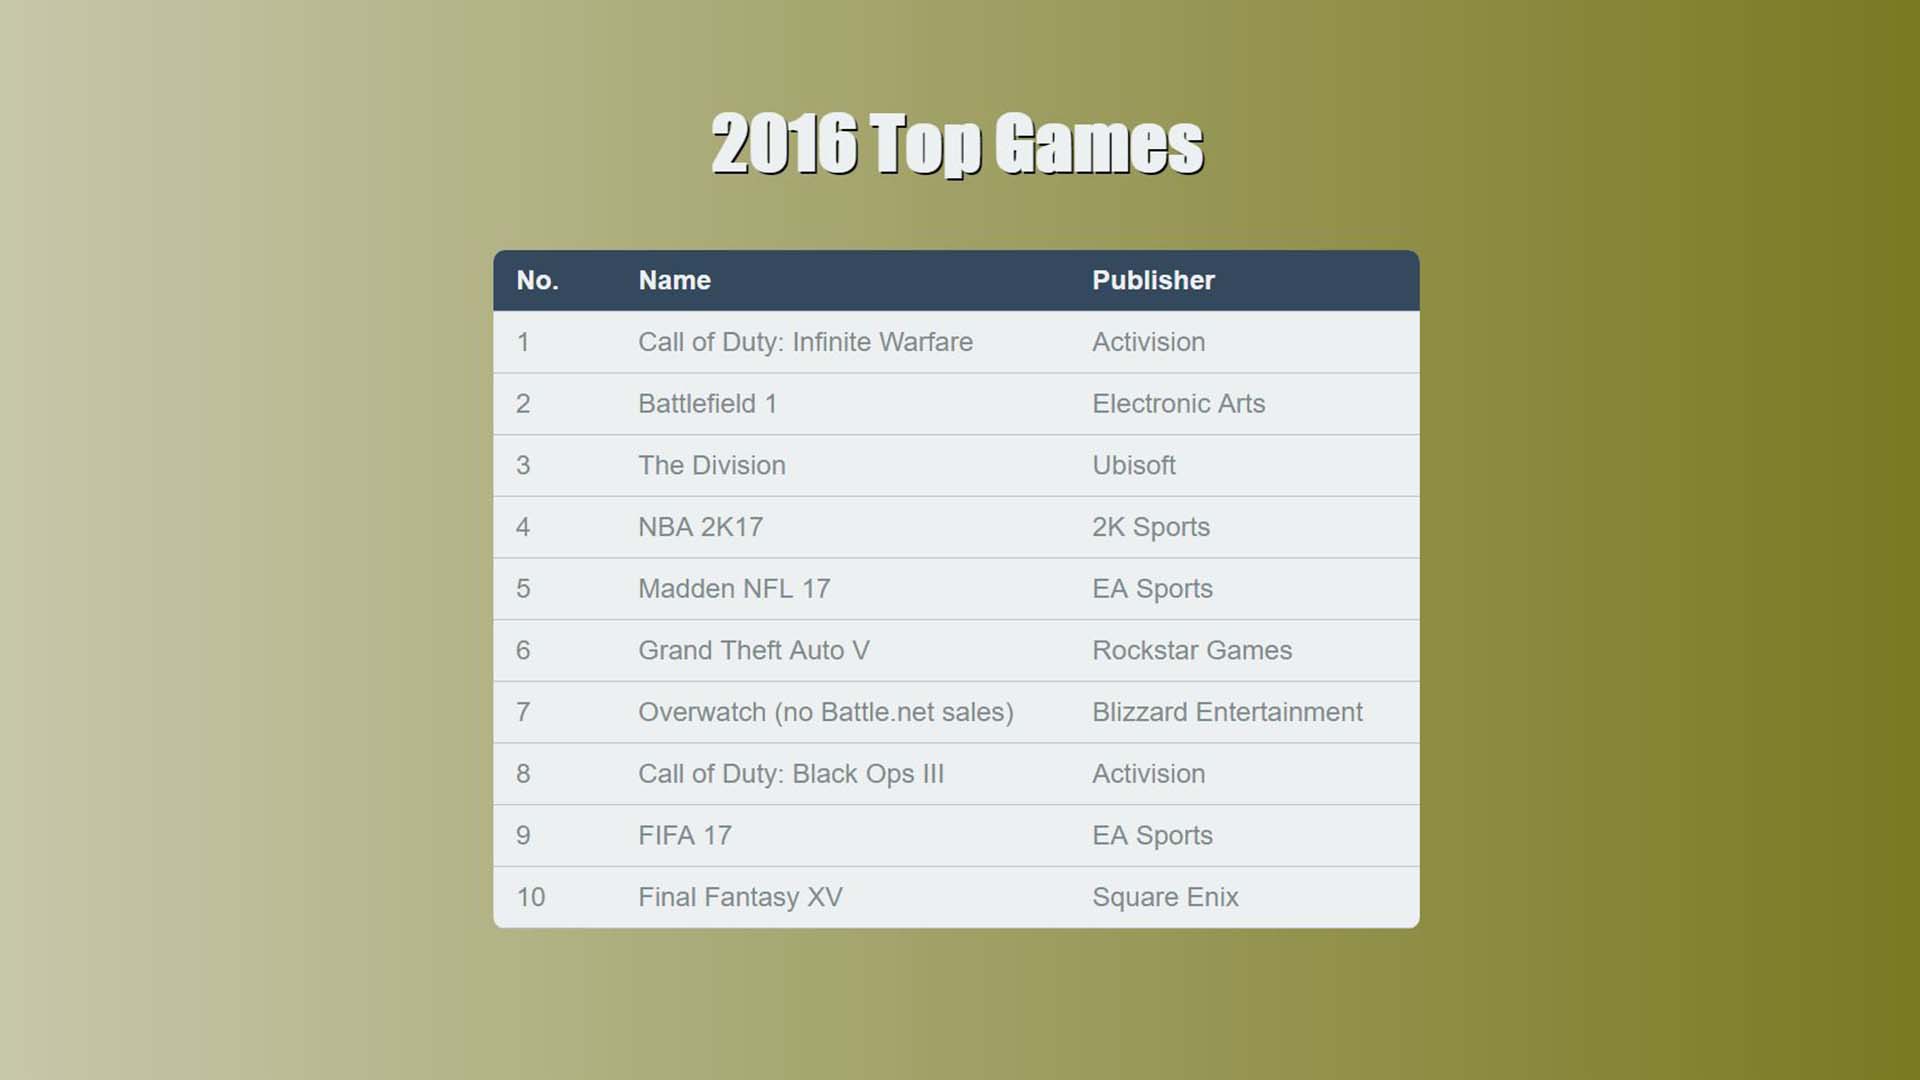 2016 Top Games
No. Name Publisher
1 Call of Duty: Infinite Warfare Activision
2 Battlefield 1 Electronic Arts
3 The Division Ubisoft
4 NBA 2K17 2K Sports
5 Madden NFL 17 EA Sports
6 Grand Theft Auto V Rockstar Games
7 Overwatch (no Battle.net sales) Blizzard Entertainment
8 Call of Duty: Black Ops III Activision
9 FIFA 17 EA Sports
10 Final Fantasy XV Square Enix